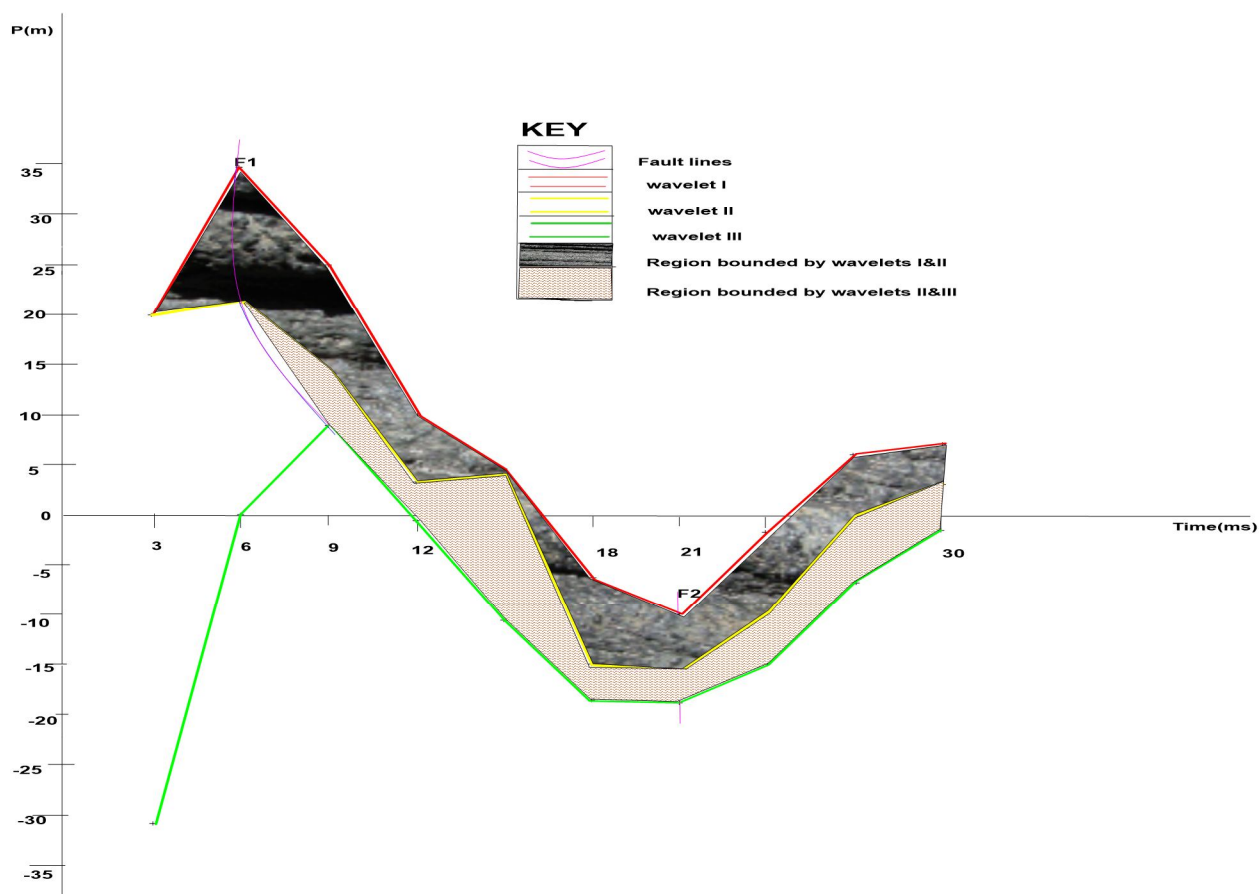 P(m)
KEY
F1
Fault lines
wavelet I
wavelet II
wavelet III
Region bounded by wavelets I&II
Region bounded by wavelets II&III
35
30
25
20
15
10
5
0
Time(ms)
3
6
9
12
18
21
30
-5
F2
-10
-15
-20
-25
-30
-35